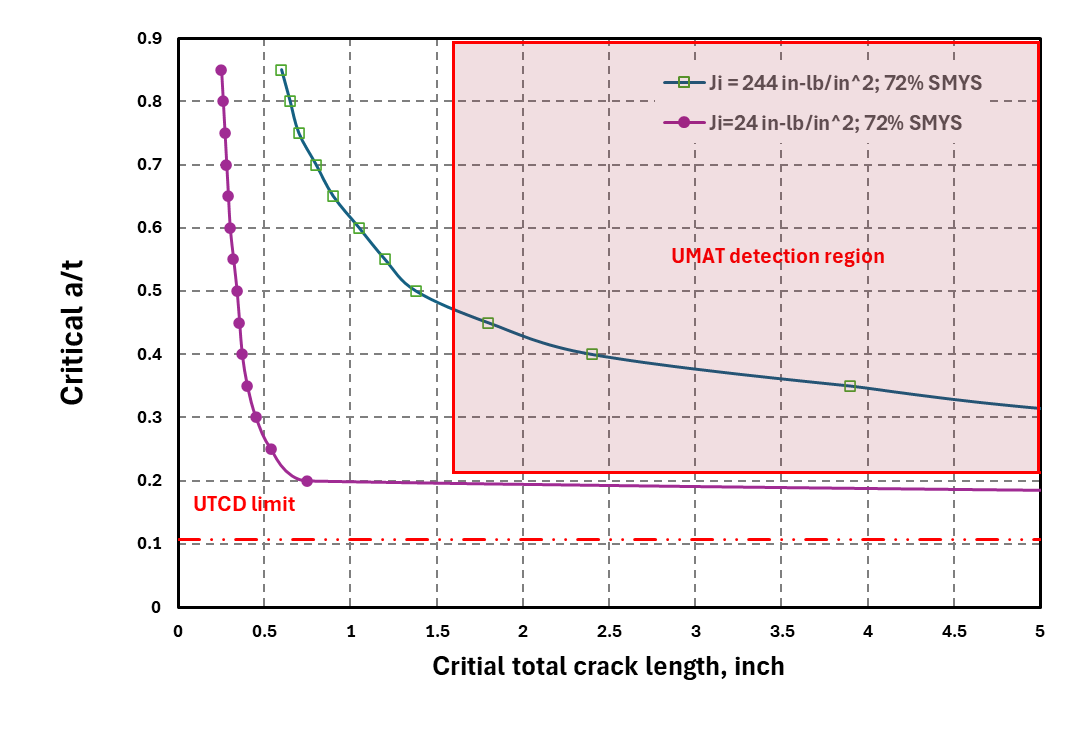 0.9
Ji = 244 in-lb/in^2; 72% SMYS
0.8
Ji=24 in-lb/in^2; 72% SMYS
0.7
0.6
UMAT detection region
0.5
Critical a/t
0.4
0.3
0.2
UTCD limit
0.1
0
0 0.5 1 1.5 2 2.5 3 3.5 4 4.5 5
Critial total crack length, inch